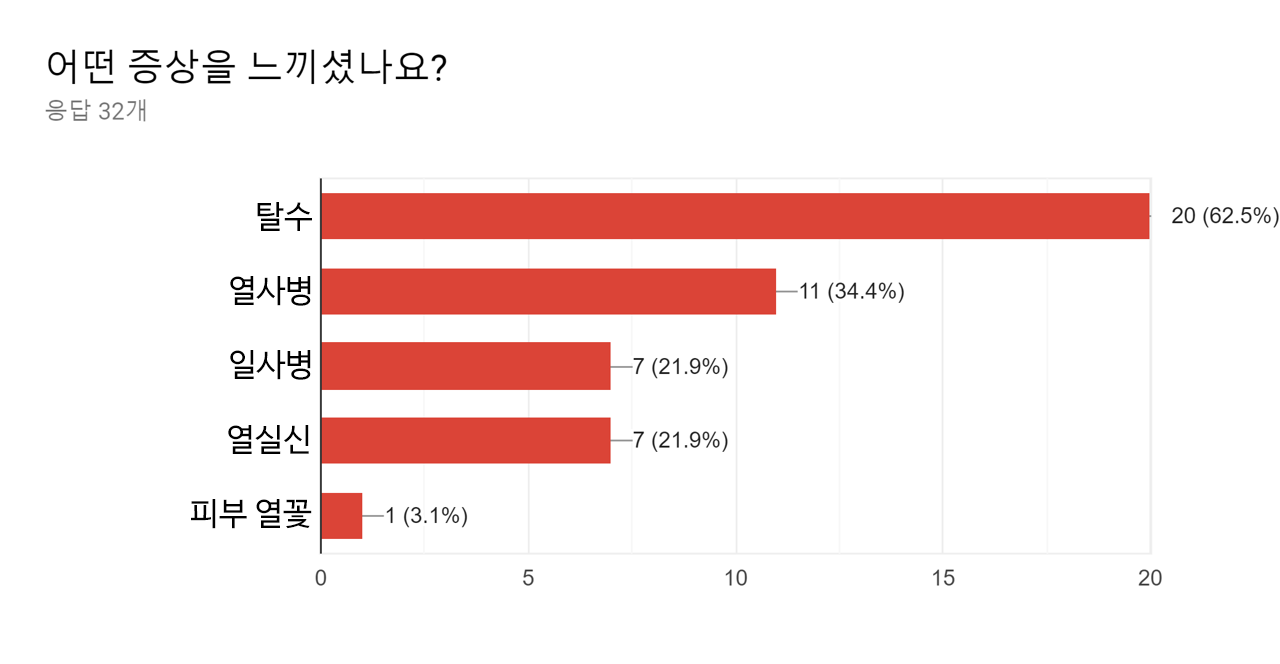 어떤 증상을 느끼셨나요?
응답 32개
탈수 20 (62.5%)
열사병 11 (34.4%)
일사병 7 (21.9%)
열실신 7 (21.9%)
피부 열꽃 1 (3.1%)
0 5 10 15 20